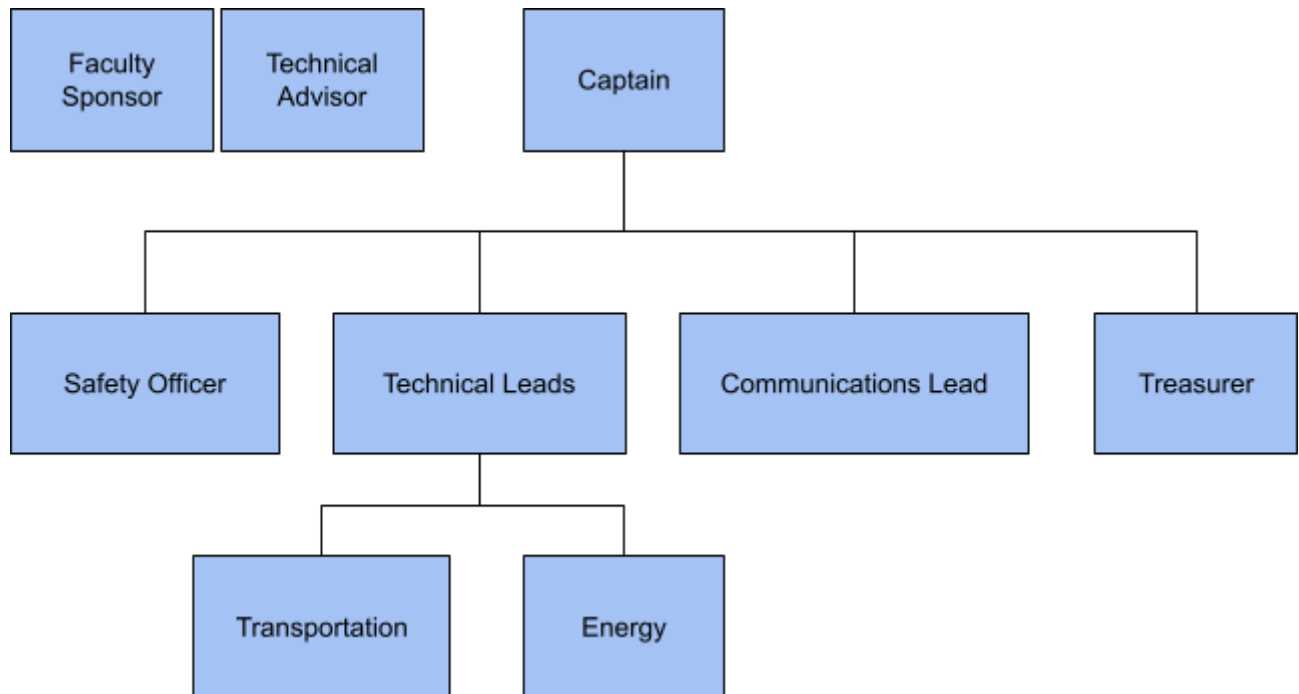 Faculty
Sponsor
Technical
Advisor
Captain
Safety Officer
Technical Leads
Communications Lead
Treasurer
Transportation
Energy